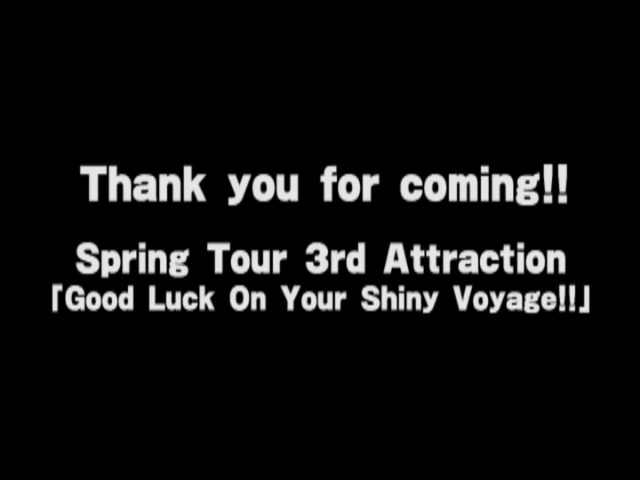 Thank you for coming!!
Spring Tour 3rd Attraction
「Good Luck On Your Shiny Voyage!!」